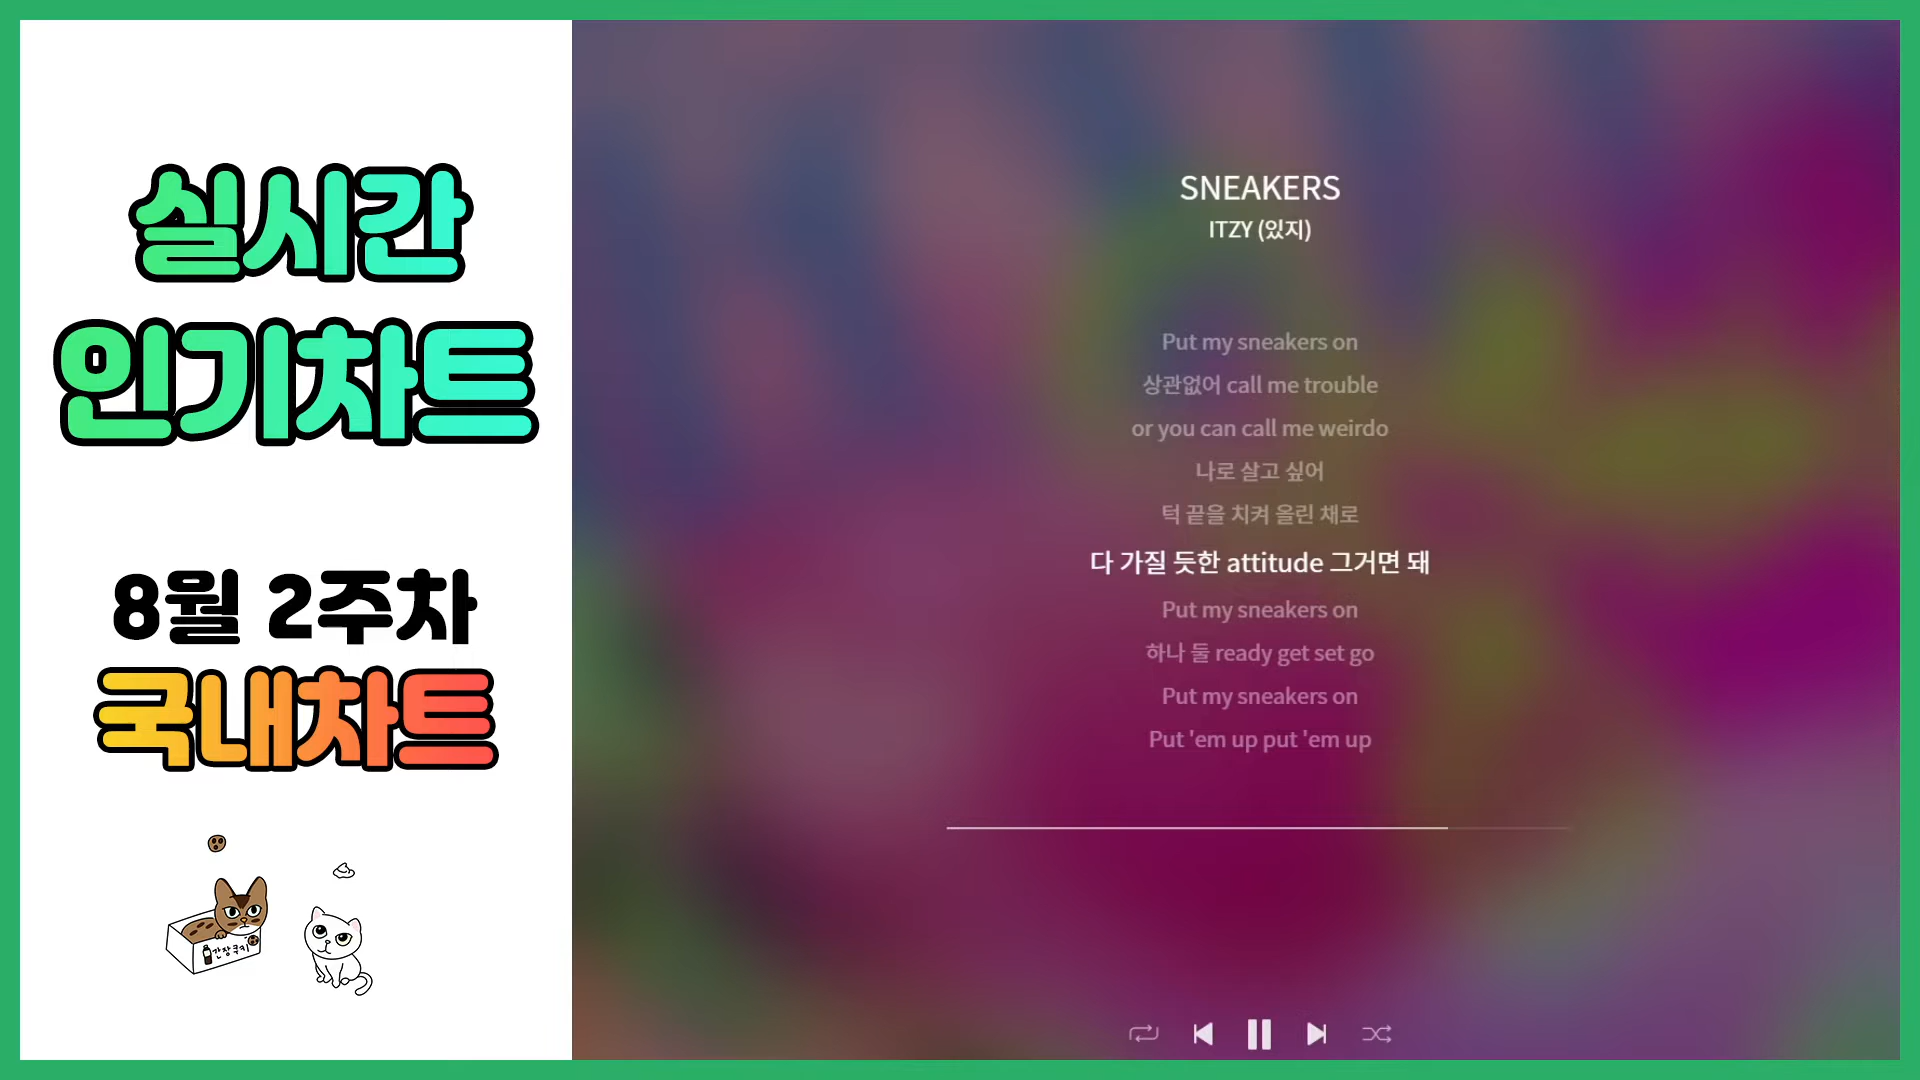 실시간
인기차트
8월 2주차
국내차트
간장쿡키
SNEAKERS
ITZY (있지)
Put my sneakers on
상관없어 call me trouble
or you can call me weirdo
나로 살고 싶어
턱 끝을 치켜 올린 채로
다 가질 듯한 attitude 그거면 돼
Put my sneakers on
하나 둘 ready get set go
Put my sneakers on
Put 'em up put 'em up